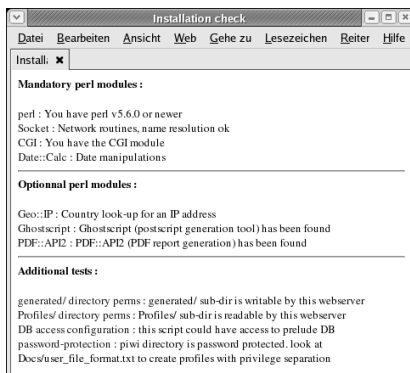 Installation check
Datei Bearbeiten Ansicht Web Gehe zu Lesezeichen Reiter Hilfe
Install:
Mandatory perl modules :
perl : You have perl v5.6.0 or newer
Socket : Network routines, name resolution ok
CGI : You have the CGI module
Date::Calc : Date manipulations
Optionnal perl modules :
Geo::IP : Country look-up for an IP address
Ghostscript : Ghostscript (postscript generation tool) has been found
PDF::API2 : PDF::API2 (PDF report generation) has been found
Additional tests :
generated/ directory perms : generated/ sub-dir is writable by this webserver
Profiles/ directory perms : Profiles/ sub-dir is readable by this webserver
DB access configuration : this script could have access to prelude DB
password-protection : piwi directory is password protected. look at
Docs/user_file_format.txt to create profiles with privilege separation